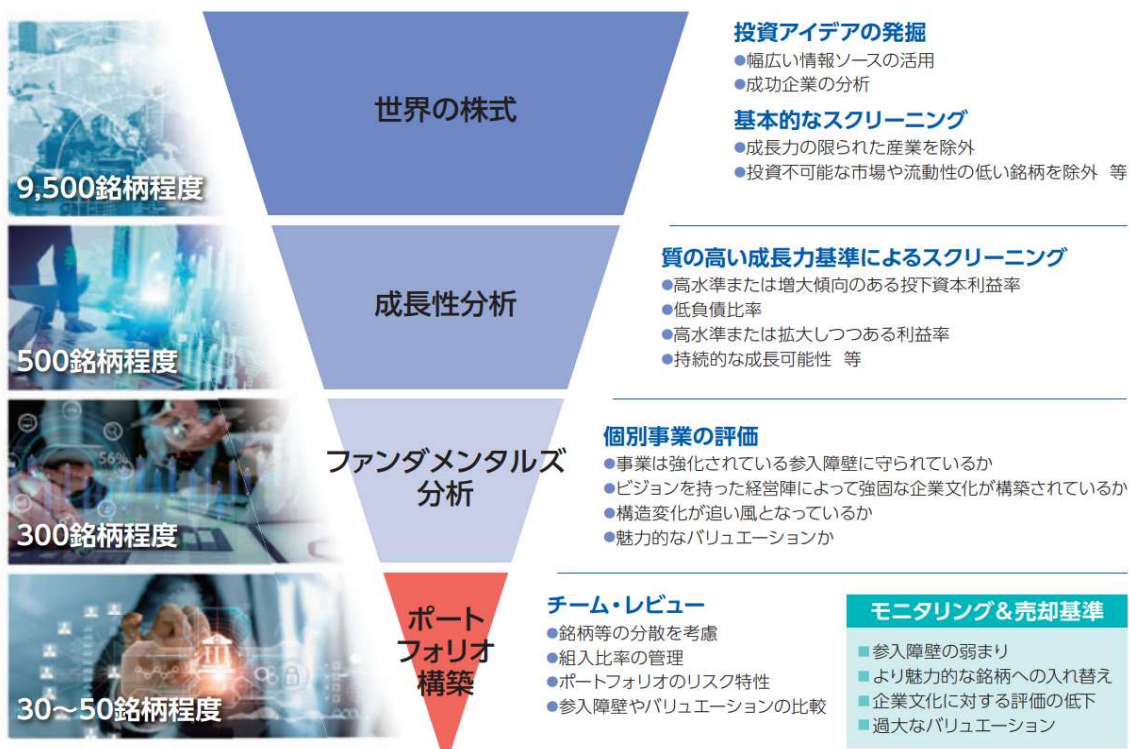 世界の株式
9,500銘柄程度
投資アイデアの発掘
●幅広い情報ソースの活用
●成功企業の分析
基本的なスクリーニング
●成長力の限られた産業を除外
●投資不可能な市場や流動性の低い銘柄を除外 等
成長性分析
500銘柄程度
質の高い成長力基準によるスクリーニング
●高水準または増大傾向のある投下資本利益率
●低負債比率
●高水準または拡大しつつある利益率
●持続的な成長可能性 等
ファンダメンタルズ
分析
56%
300銘柄程度
個別事業の評価
●事業は強化されている参入障壁に守られているか
●ビジョンを持った経営陣によって強固な企業文化が構築されているか
●構造変化が追い風となっているか
●魅力的なバリュエーションか
ポート
フォリオ
構築
30～50銘柄程度
チーム・レビュー
●銘柄等の分散を考慮
●組入比率の管理
●ポートフォリオのリスク特性
●参入障壁やバリュエーションの比較
モニタリング&売却基準
■参入障壁の弱まり
■より魅力的な銘柄への入れ替え
■企業文化に対する評価の低下
■過大なバリュエーション